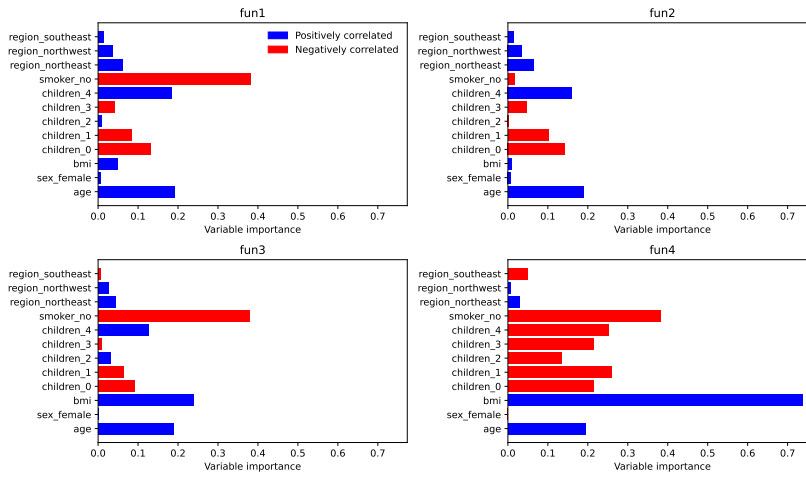 fun1
region_southeast
region_northwest
region_northeast
smoker_no
children_4
children_3
children_2
children_1
children_0
bmi
sex_female
age
Positively correlated
Negatively correlated
0.0 0.1 0.2 0.3 0.4 0.5 0.6 0.7
Variable importance
fun2
region_southeast
region_northwest
region_northeast
smoker_no
children_4
children_3
children_2
children_1
children_0
bmi
sex_female
age
0.0 0.1 0.2 0.3 0.4 0.5 0.6 0.7
Variable importance
fun3
region_southeast
region_northwest
region_northeast
smoker_no
children_4
children_3
children_2
children_1
children_0
bmi
sex_female
age
0.0 0.1 0.2 0.3 0.4 0.5 0.6 0.7
Variable importance
fun4
region_southeast
region_northwest
region_northeast
smoker_no
children_4
children_3
children_2
children_1
children_0
bmi
sex_female
age
0.0 0.1 0.2 0.3 0.4 0.5 0.6 0.7
Variable importance